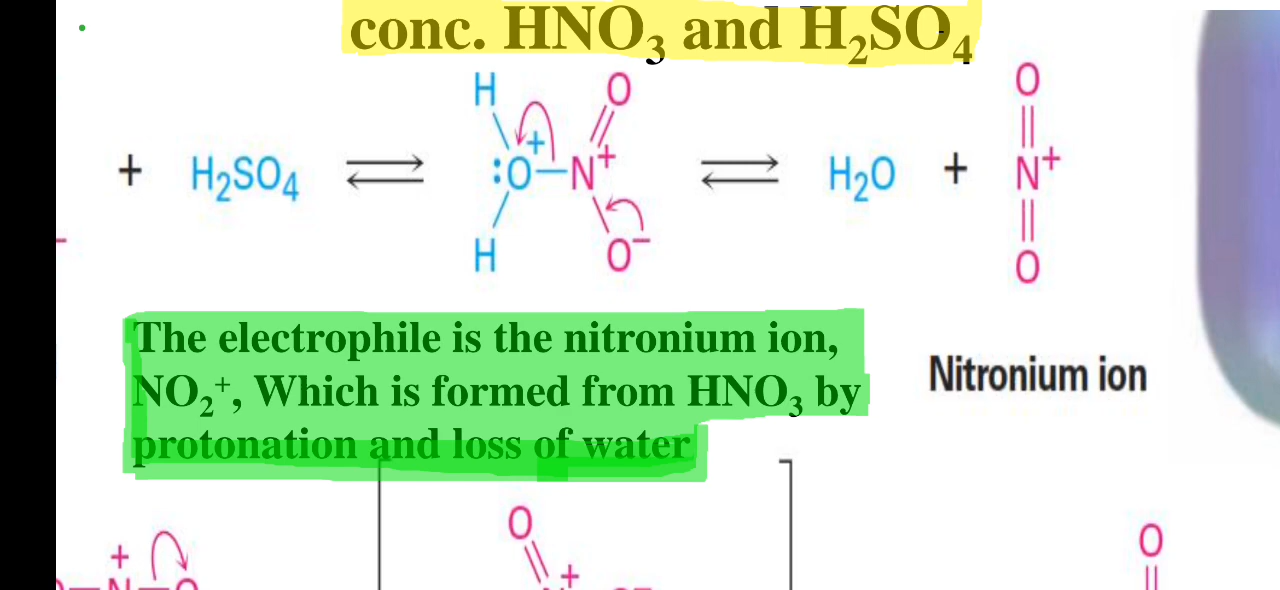 conc. HNO₃ and H₂SO₄
H O O
+ H₂SO₄ ⇌ :O⁺–N⁺ ⇌ H₂O + N⁺
H O⁻ O
The electrophile is the nitronium ion,
NO₂⁺, Which is formed from HNO₃ by
protonation and loss of water
Nitronium ion
O O
+ +